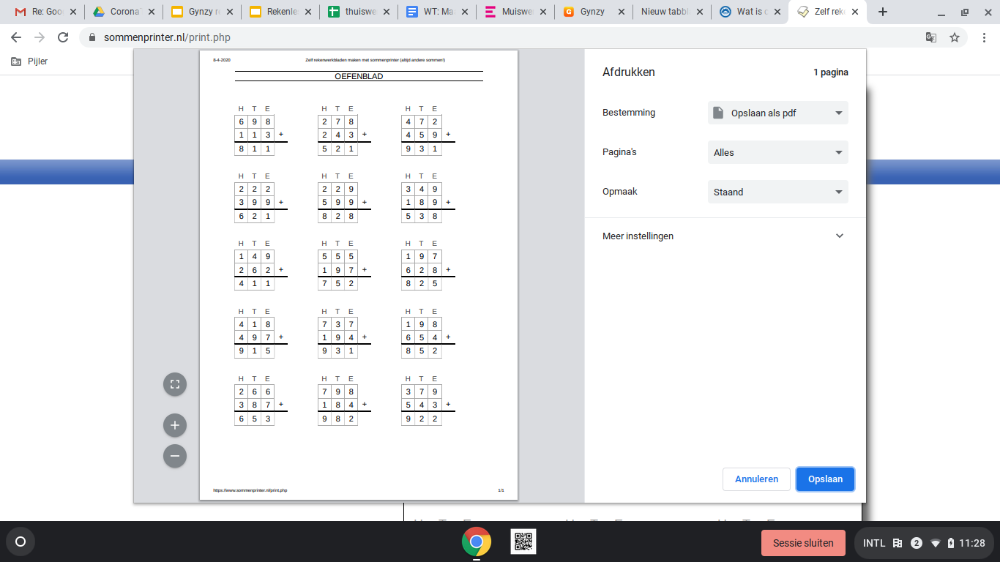 Re: Goo
Corona
Gynzy r
Rekenle
thuiswe
WT: Ma
Muiswe
Gynzy
Nieuw tabb
Wat is
Zelf rek
sommenprinter.nl/print.php
Pijler
8-4-2020 Zelf rekenwerkbladen maken met sommenprinter (altijd andere sommen!)
OEFENBLAD
H T E H T E H T E
6 9 8 2 7 8 4 7 2
1 1 3 + 2 4 3 + 4 5 9 +
8 1 1 5 2 1 9 3 1
H T E H T E H T E
2 2 2 2 2 9 3 4 9
3 9 9 + 5 9 9 + 1 8 9 +
6 2 1 8 2 8 5 3 8
H T E H T E H T E
1 4 9 5 5 5 1 9 7
2 6 2 + 1 9 7 + 6 2 8 +
4 1 1 7 5 2 8 2 5
H T E H T E H T E
4 1 8 7 3 7 1 9 8
4 9 7 + 1 9 4 + 6 5 4 +
9 1 5 9 3 1 8 5 2
H T E H T E H T E
2 6 6 7 9 8 3 7 9
3 8 7 + 1 8 4 + 5 4 3 +
6 5 3 9 8 2 9 2 2
https://www.sommenprinter.nl/print.php 1/1
Afdrukken 1 pagina
Bestemming Opslaan als pdf
Pagina's Alles
Opmaak Staand
Meer instellingen
Annuleren Opslaan
Sessie sluiten
INTL 2 11:28